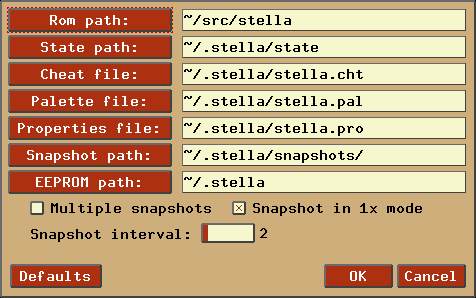 Rom path: ~/src/stella
State path: ~/.stella/state
Cheat file: ~/.stella/stella.cht
Palette file: ~/.stella/stella.pal
Properties file: ~/.stella/stella.pro
Snapshot path: ~/.stella/snapshots/
EEPROM path: ~/.stella
Multiple snapshots Snapshot in 1x mode
Snapshot interval: 2
Defaults OK Cancel